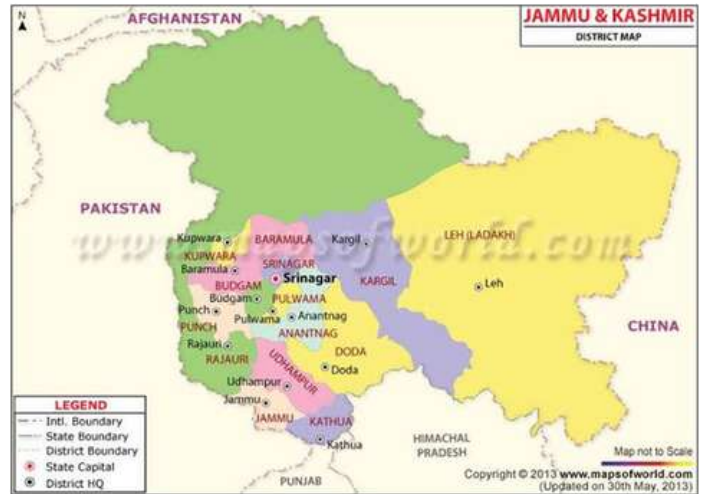 AFGHANISTAN
N
JAMMU & KASHMIR
DISTRICT MAP
PAKISTAN
www.mapsofworld.com
Kupwara
KUPWARA
BARAMULA
Kargil
LEH (LADAKH)
Baramula
SRINAGAR
Srinagar
KARGIL
BUDGAM
Budgam
PULWAMA
Leh
Punch
Pulwama
Anantnag
PUNCH
ANANTNAG
CHINA
Rajauri
RAJAURI
DODA
UDHAMPUR
Doda
Udhampur
Jammu
JAMMU
KATHUA
Kathua
HIMACHAL
PRADESH
PUNJAB
LEGEND
Intl. Boundary
State Boundary
District Boundary
State Capital
District HQ
Map not to Scale
Copyright © 2013 www.mapsofworld.com
(Updated on 30th May, 2013)